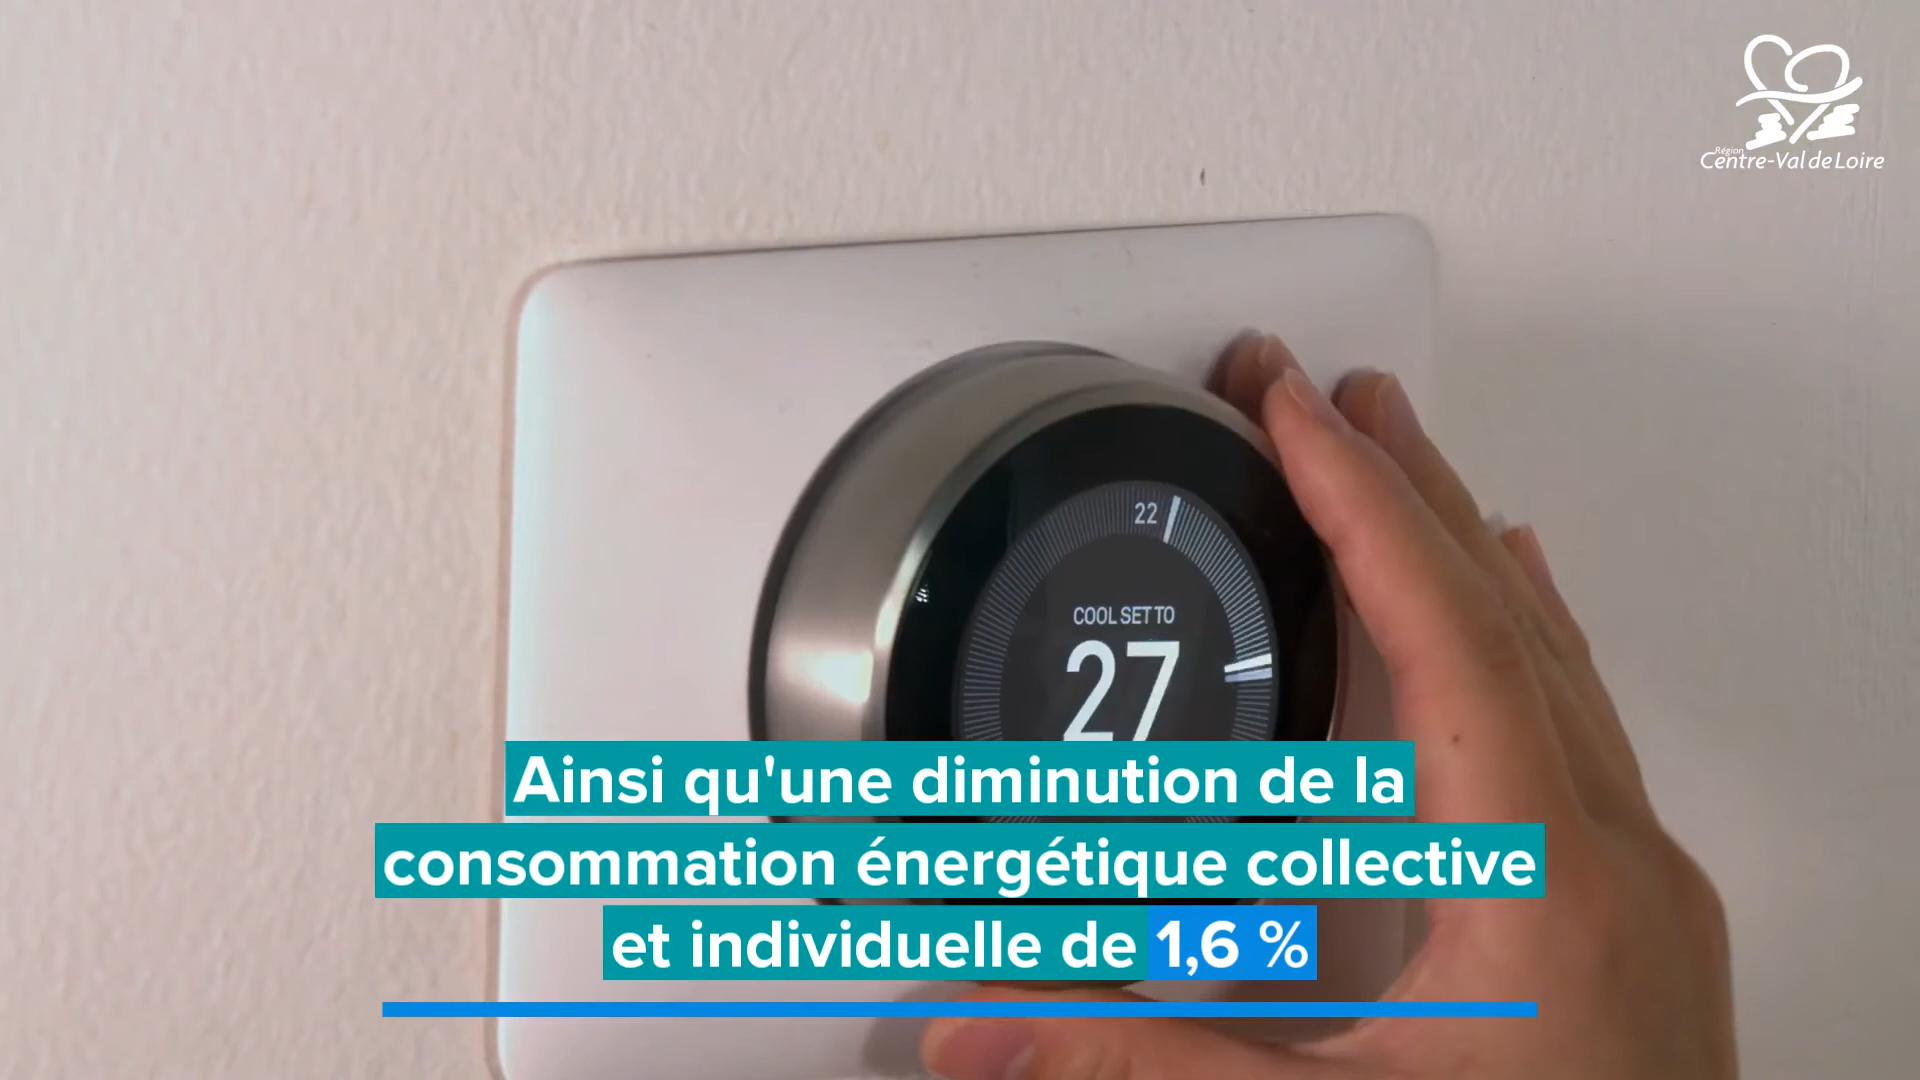 Région
Centre-Val de Loire
22
COOL SET TO
27
Ainsi qu'une diminution de la
consommation énergétique collective
et individuelle de 1,6 %